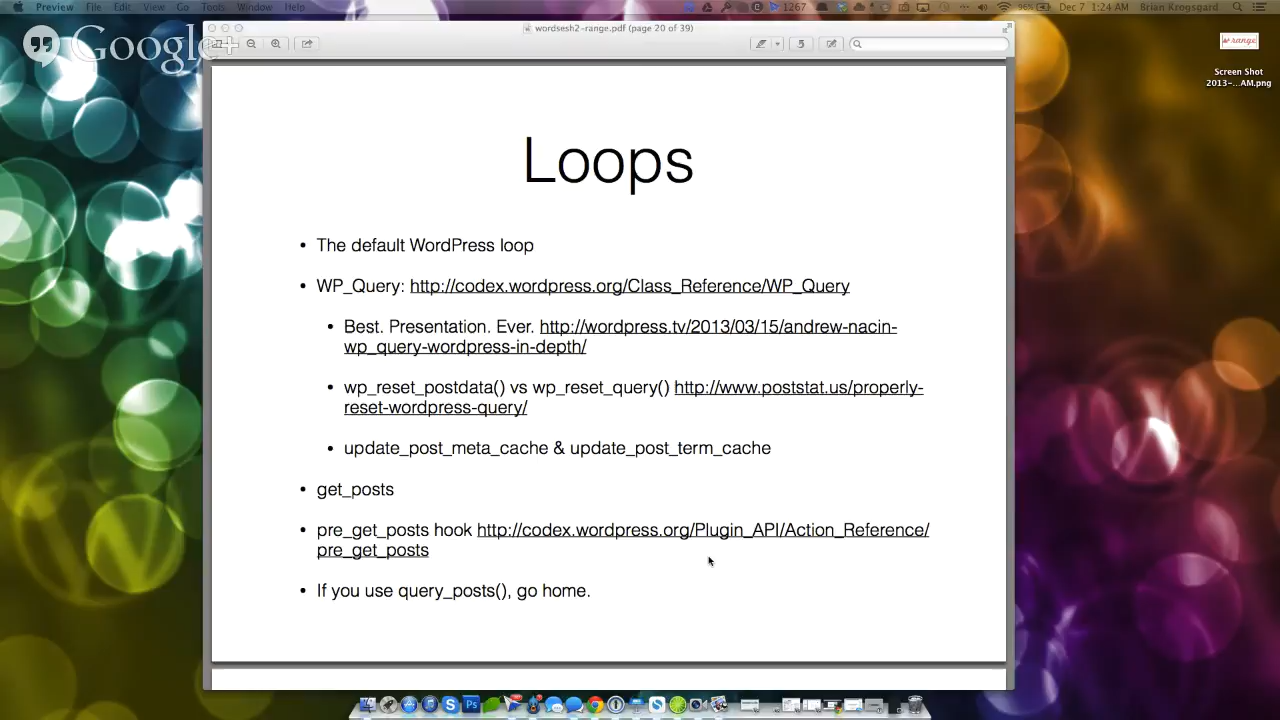 Preview File Edit View Go Tools Window Help 1267 96% Dec 7 1:24 AM Brian Krogsgard
Google+
wordsesh2-range.pdf (page 20 of 39)
range
Screen Shot
2013-...AM.png
Loops
• The default WordPress loop
• WP_Query: http://codex.wordpress.org/Class_Reference/WP_Query
• Best. Presentation. Ever. http://wordpress.tv/2013/03/15/andrew-nacin-
wp_query-wordpress-in-depth/
• wp_reset_postdata() vs wp_reset_query() http://www.poststat.us/properly-
reset-wordpress-query/
• update_post_meta_cache & update_post_term_cache
• get_posts
• pre_get_posts hook http://codex.wordpress.org/Plugin_API/Action_Reference/
pre_get_posts
• If you use query_posts(), go home.